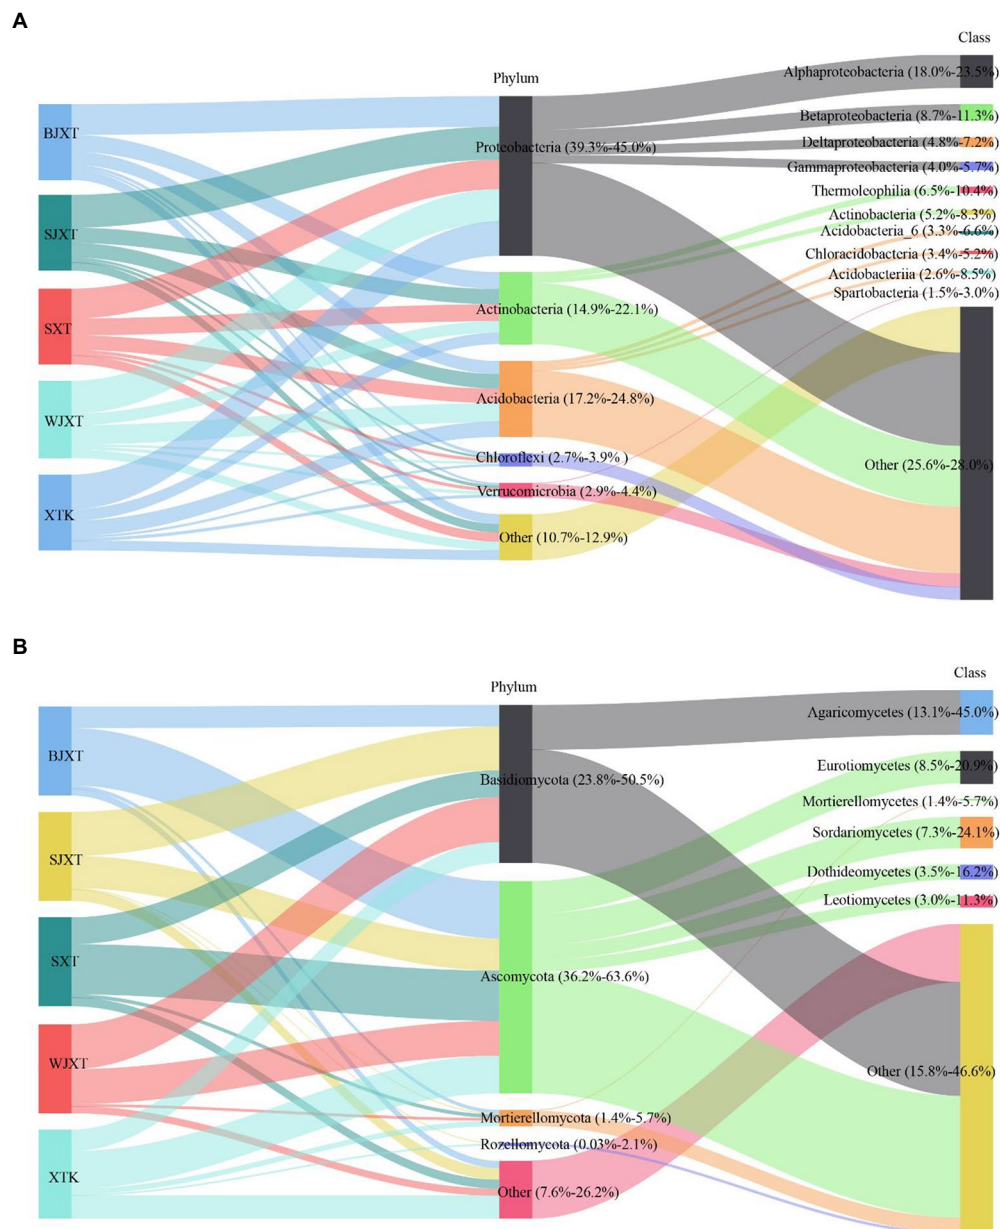 A
Class
Phylum
Alphaproteobacteria (18.0%-23.5%)
Betaproteobacteria (8.7%-11.3%)
BJXT
Deltaproteobacteria (4.8%-7.2%)
Proteobacteria (39.3%-45.0%)
Gammaproteobacteria (4.0%-5.7%)
Thermoleophilia (6.5%-10.4%)
Actinobacteria (5.2%-8.3%)
Acidobacteria_6 (3.3%-6.6%)
SJXT
Chloracidobacteria (3.4%-5.2%)
Acidobacteriia (2.6%-8.5%)
Spartobacteria (1.5%-3.0%)
Actinobacteria (14.9%-22.1%)
SXT
Acidobacteria (17.2%-24.8%)
WJXT
Chloroflexi (2.7%-3.9% )
Other (25.6%-28.0%)
Verrucomicrobia (2.9%-4.4%)
XTK
Other (10.7%-12.9%)
B
Class
Phylum
Agaricomycetes (13.1%-45.0%)
BJXT
Eurotiomycetes (8.5%-20.9%)
Basidiomycota (23.8%-50.5%)
Mortierellomycetes (1.4%-5.7%)
Sordariomycetes (7.3%-24.1%)
SJXT
Dothideomycetes (3.5%-16.2%)
Leotiomycetes (3.0%-11.3%)
SXT
Ascomycota (36.2%-63.6%)
WJXT
Other (15.8%-46.6%)
Mortierellomycota (1.4%-5.7%)
Rozellomycota (0.03%-2.1%)
XTK
Other (7.6%-26.2%)